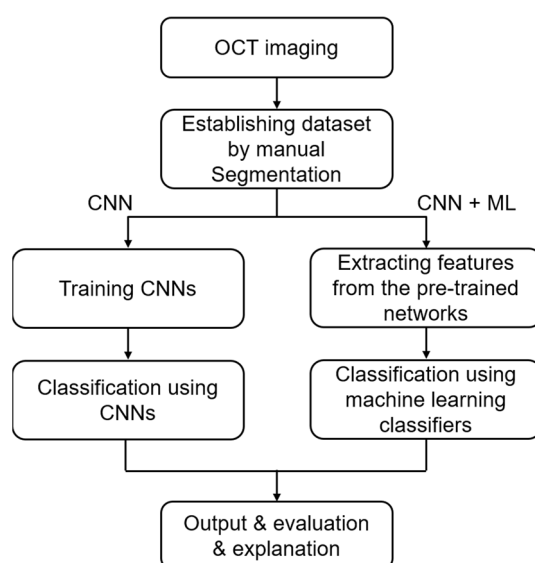 OCT imaging
Establishing dataset
by manual
Segmentation
CNN
CNN + ML
Training CNNs
Extracting features
from the pre-trained
networks
Classification using
CNNs
Classification using
machine learning
classifiers
Output & evaluation
& explanation